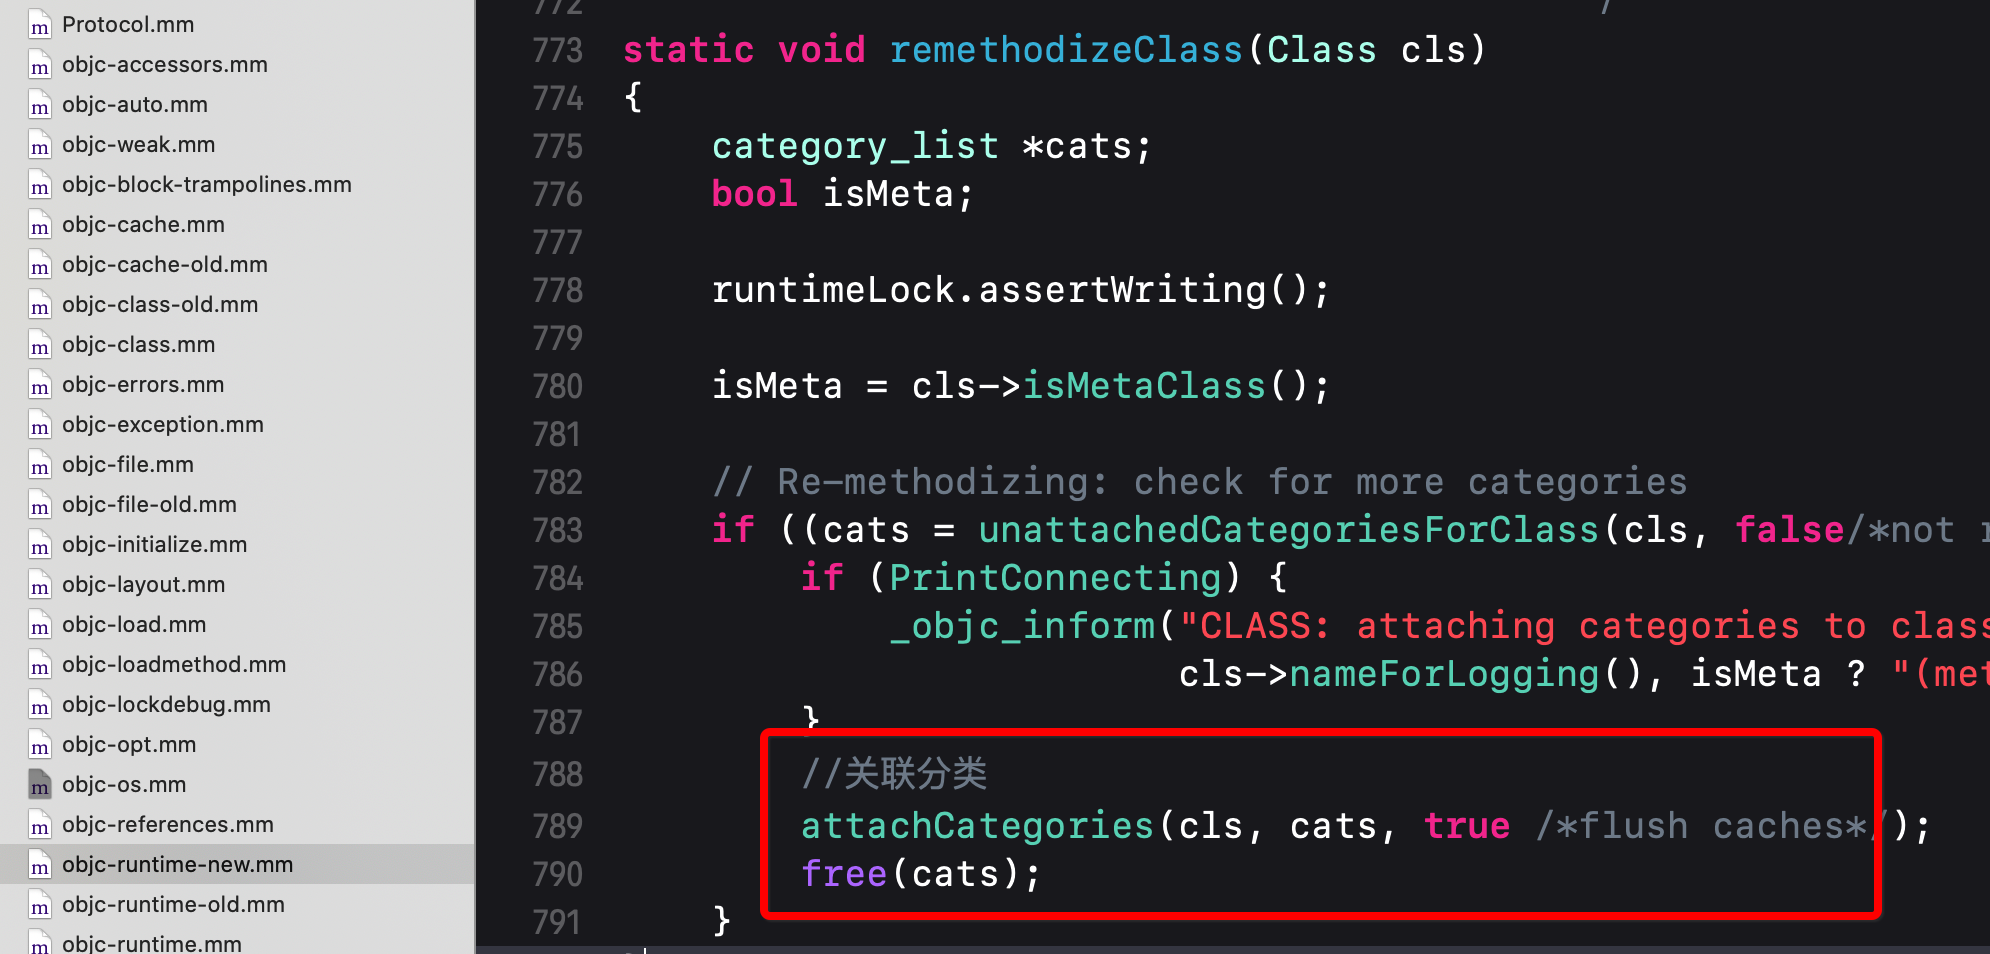 Protocol.mm
objc-accessors.mm
objc-auto.mm
objc-weak.mm
objc-block-trampolines.mm
objc-cache.mm
objc-cache-old.mm
objc-class-old.mm
objc-class.mm
objc-errors.mm
objc-exception.mm
objc-file.mm
objc-file-old.mm
objc-initialize.mm
objc-layout.mm
objc-load.mm
objc-loadmethod.mm
objc-lockdebug.mm
objc-opt.mm
objc-os.mm
objc-references.mm
objc-runtime-new.mm
objc-runtime-old.mm
objc-runtime.mm
772
773 static void remethodizeClass(Class cls)
774 {
775 category_list *cats;
776 bool isMeta;
777
778 runtimeLock.assertWriting();
779
780 isMeta = cls->isMetaClass();
781
782 // Re-methodizing: check for more categories
783 if ((cats = unattachedCategoriesForClass(cls, false/*not
784 if (PrintConnecting) {
785 _objc_inform("CLASS: attaching categories to class
786 cls->nameForLogging(), isMeta ? "(met
787 }
788 //关联分类
789 attachCategories(cls, cats, true /*flush caches*/);
790 free(cats);
791 }